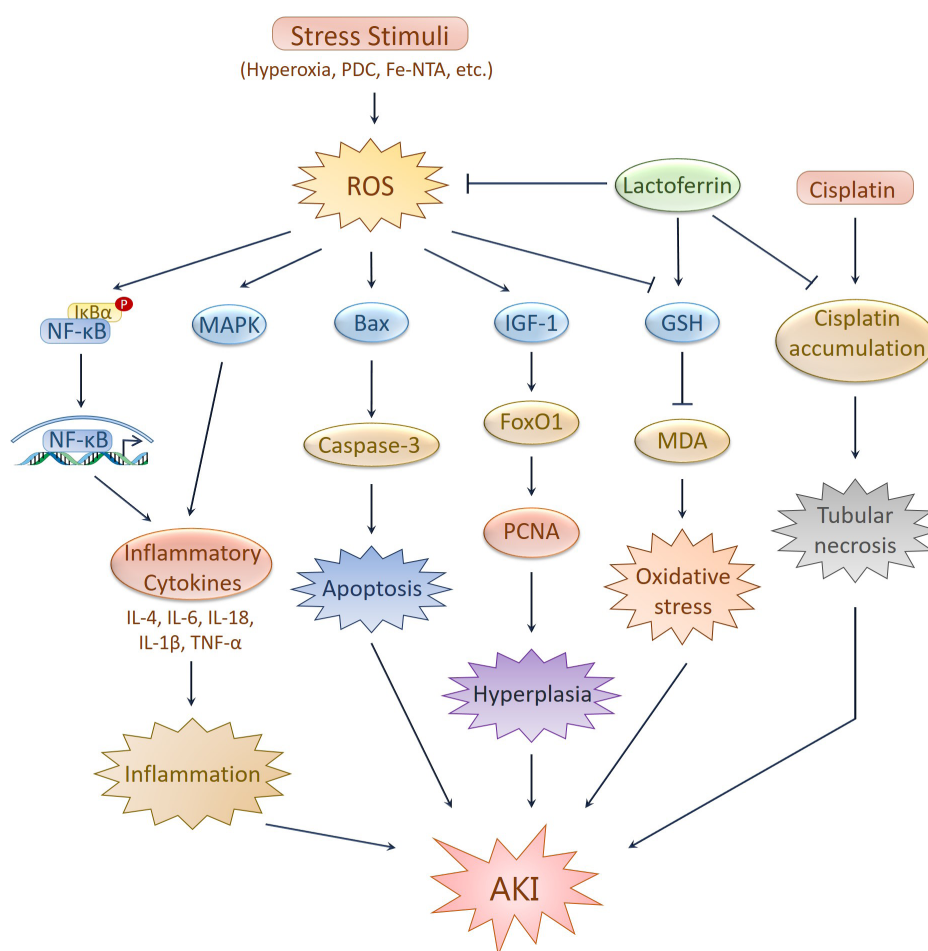 Stress Stimuli
(Hyperoxia, PDC, Fe-NTA, etc.)
ROS
Lactoferrin
Cisplatin
IκBα
P
NF-κB
MAPK
Bax
IGF-1
GSH
Cisplatin
accumulation
NF-κB
Caspase-3
FoxO1
MDA
Inflammatory
Cytokines
IL-4, IL-6, IL-18,
IL-1β, TNF-α
Apoptosis
PCNA
Oxidative
stress
Tubular
necrosis
Hyperplasia
Inflammation
AKI